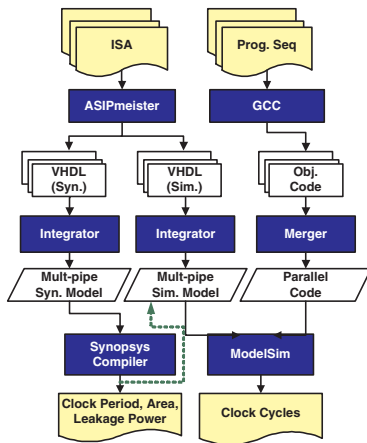 ISA
Prog. Seq
ASIPmeister
GCC
VHDL
(Syn.)
VHDL
(Sim.)
Obj.
Code
Integrator
Integrator
Merger
Mult-pipe
Syn. Model
Mult-pipe
Sim. Model
Parallel
Code
Synopsys
Compiler
ModelSim
Clock Period, Area,
Leakage Power
Clock Cycles